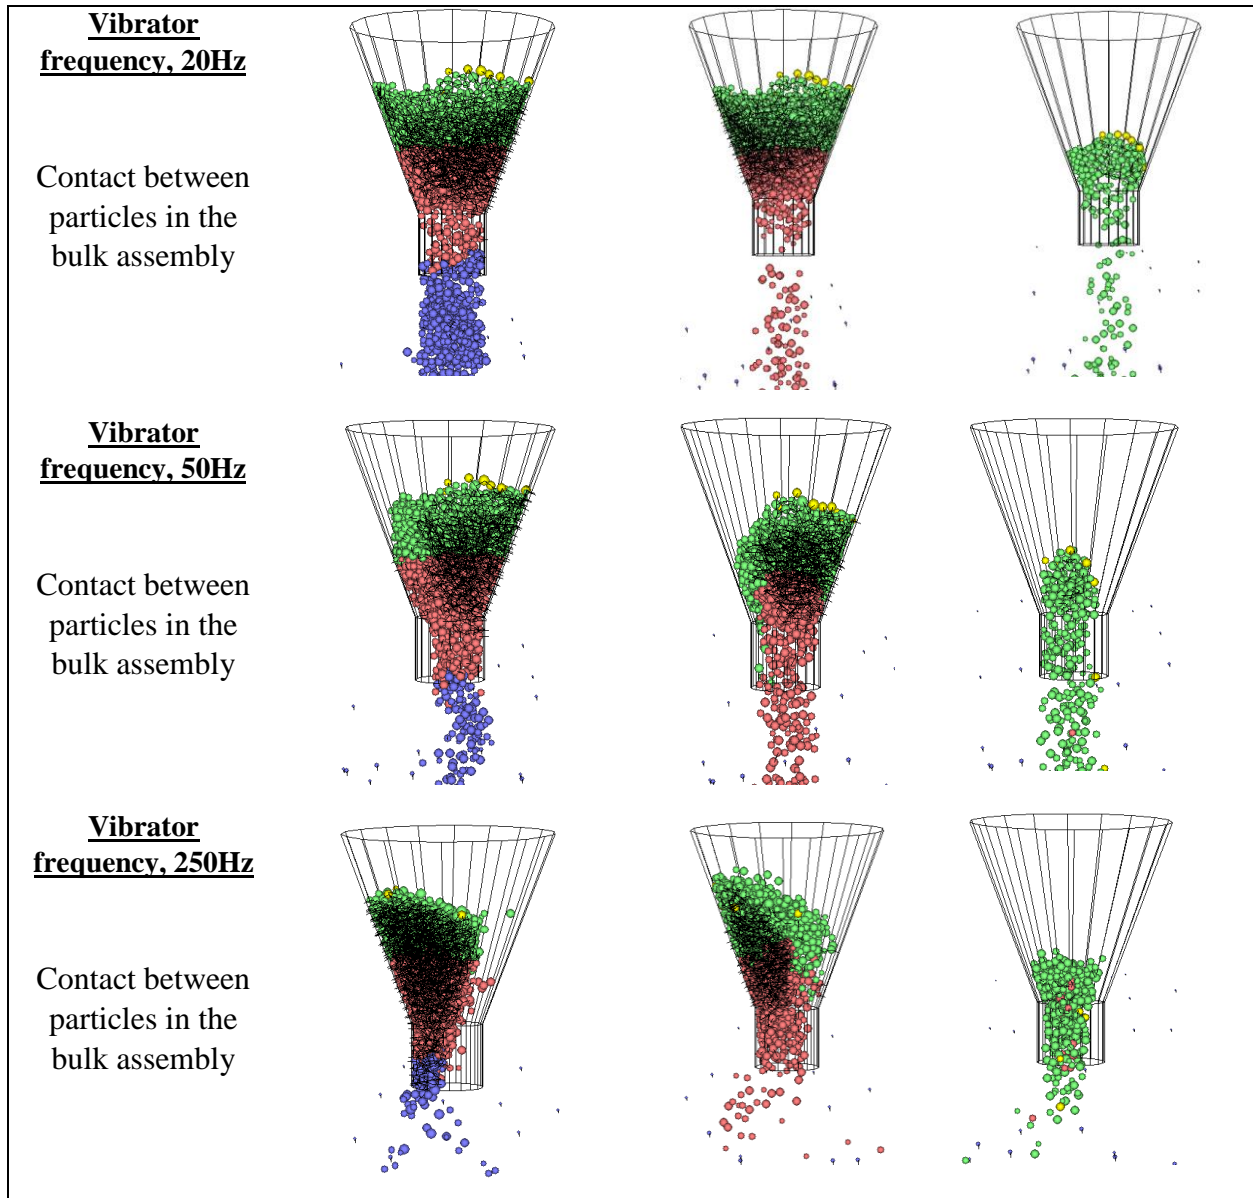 Vibrator
frequency, 20Hz
Contact between
particles in the
bulk assembly
Vibrator
frequency, 50Hz
Contact between
particles in the
bulk assembly
Vibrator
frequency, 250Hz
Contact between
particles in the
bulk assembly